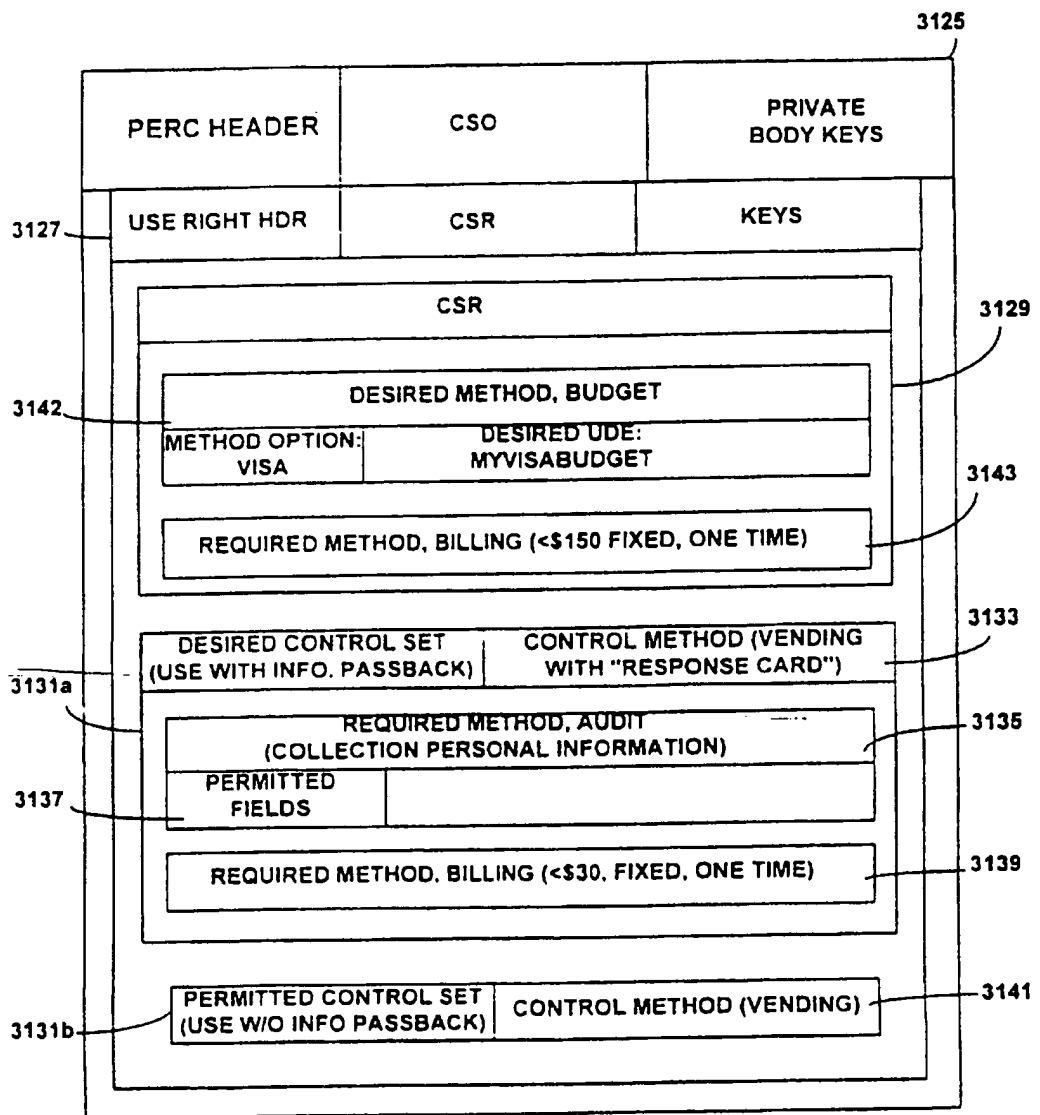 3125
PERC HEADER
CSO
PRIVATE
BODY KEYS
3127
USE RIGHT HDR
CSR
KEYS
CSR
3129
3142
DESIRED METHOD, BUDGET
METHOD OPTION:
VISA
DESIRED UDE:
MYVISABUDGET
3143
REQUIRED METHOD, BILLING (<$150 FIXED, ONE TIME)
3133
DESIRED CONTROL SET
(USE WITH INFO. PASSBACK)
CONTROL METHOD (VENDING
WITH "RESPONSE CARD")
3131a
REQUIRED METHOD, AUDIT
(COLLECTION PERSONAL INFORMATION)
3135
3137
PERMITTED
FIELDS
REQUIRED METHOD. BILLING (<$30, FIXED, ONE TIME)
3139
3131b
PERMITTED CONTROL SET
(USE W/O INFO PASSBACK)
CONTROL METHOD (VENDING)
3141